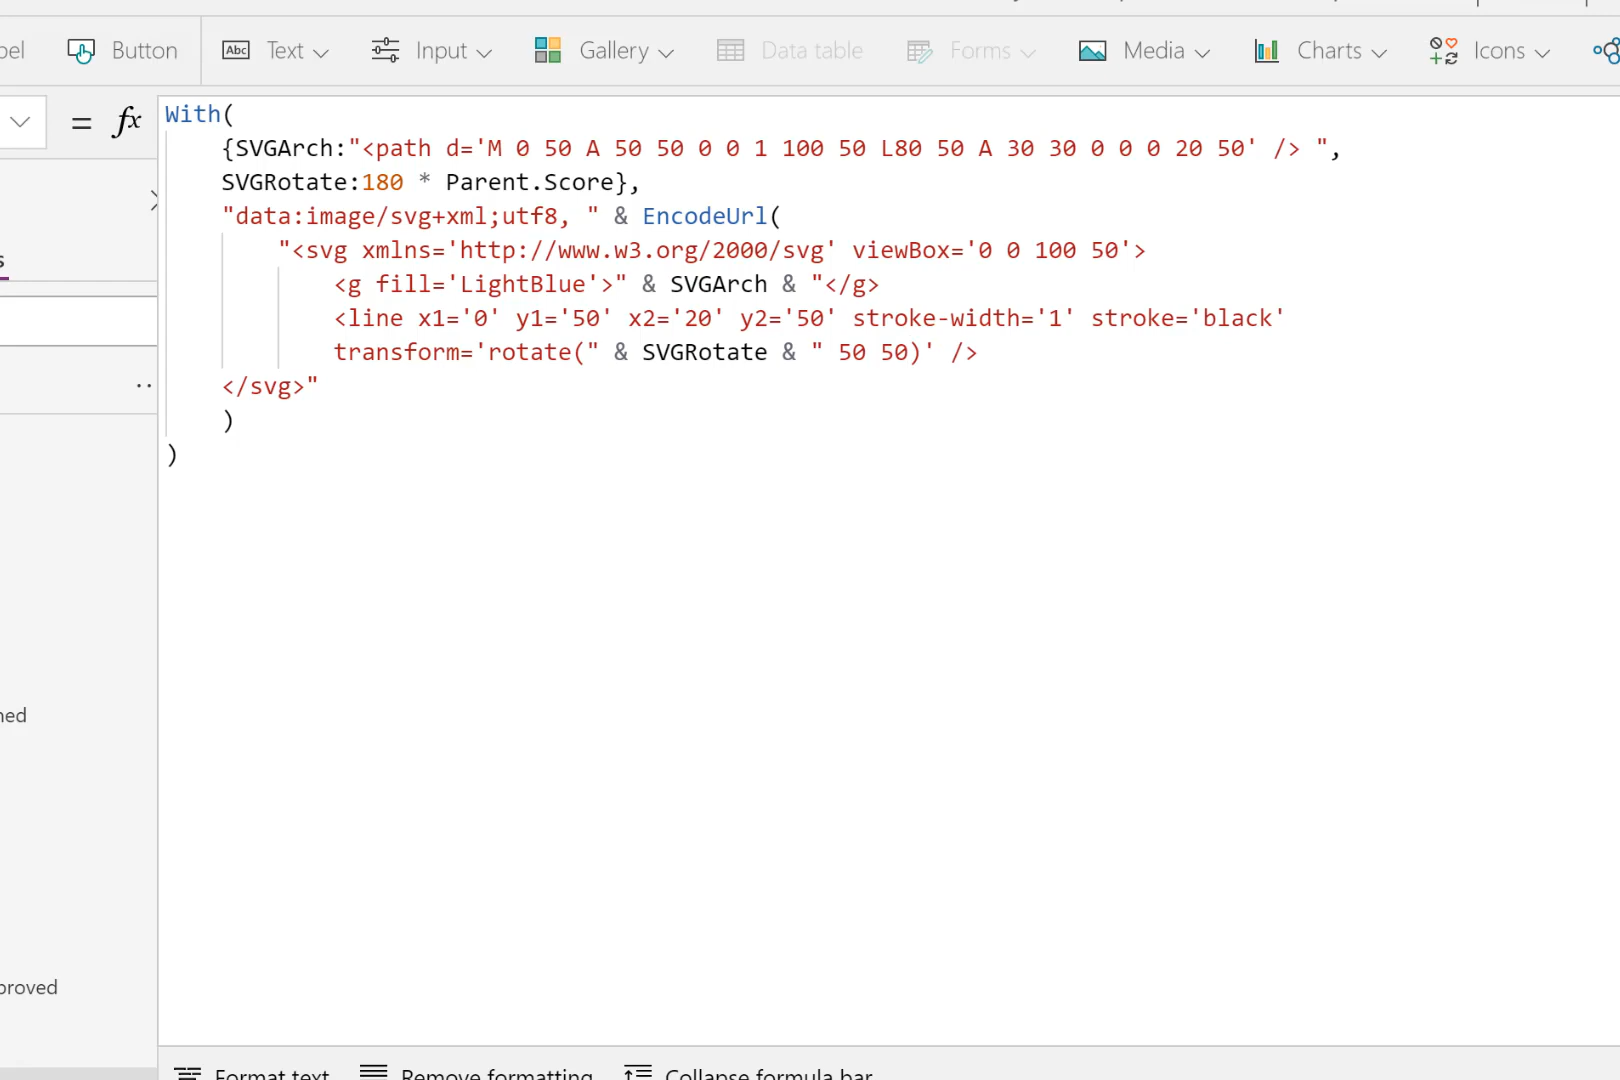 Button Text Input Gallery Data table Forms Media Charts Icons
= fx
With(
{SVGArch:"<path d='M 0 50 A 50 50 0 0 1 100 50 L80 50 A 30 30 0 0 0 20 50' /> ",
SVGRotate:180 * Parent.Score},
"data:image/svg+xml;utf8, " & EncodeUrl(
"<svg xmlns='http://www.w3.org/2000/svg' viewBox='0 0 100 50'>
<g fill='LightBlue'>" & SVGArch & "</g>
<line x1='0' y1='50' x2='20' y2='50' stroke-width='1' stroke='black'
transform='rotate(" & SVGRotate & " 50 50)' />
</svg>"
)
)
Format text Remove formatting Collapse formula bar